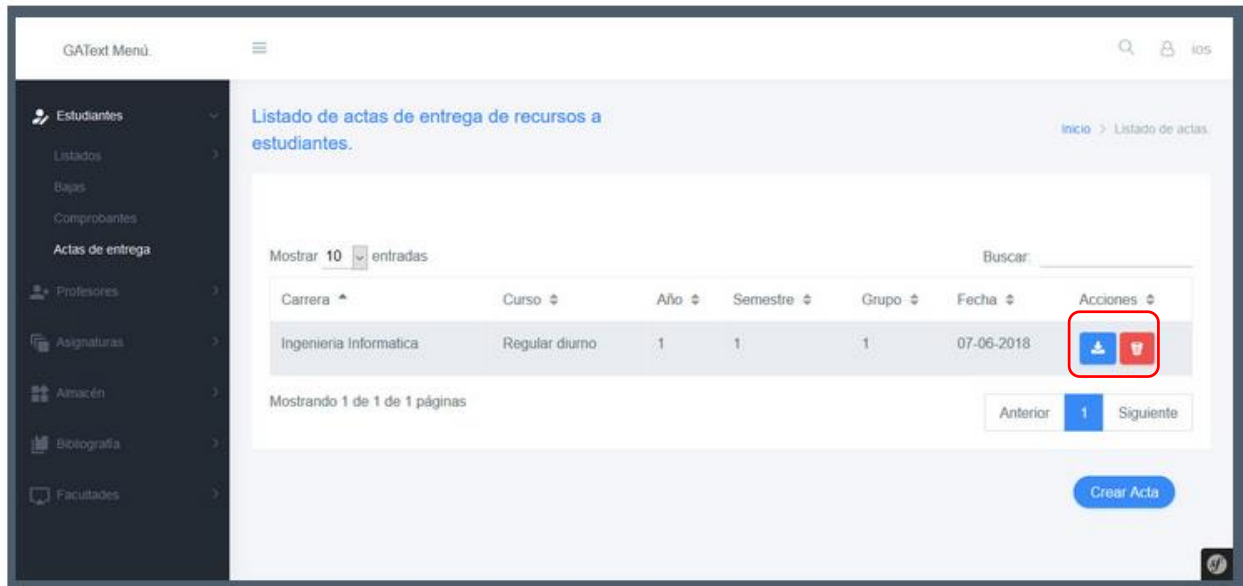 GAText Menú.
ios
Estudiantes
Listados
Bajas
Comprobantes
Actas de entrega
Profesores
Asignaturas
Almacén
Bibliografía
Facultades
Listado de actas de entrega de recursos a
estudiantes.
Inicio > Listado de actas.
Mostrar 10 entradas
Buscar:
Carrera Curso Año Semestre Grupo Fecha Acciones
Ingenieria Informatica Regular diurno 1 1 1 07-06-2018
Mostrando 1 de 1 de 1 páginas
Anterior 1 Siguiente
Crear Acta
sf